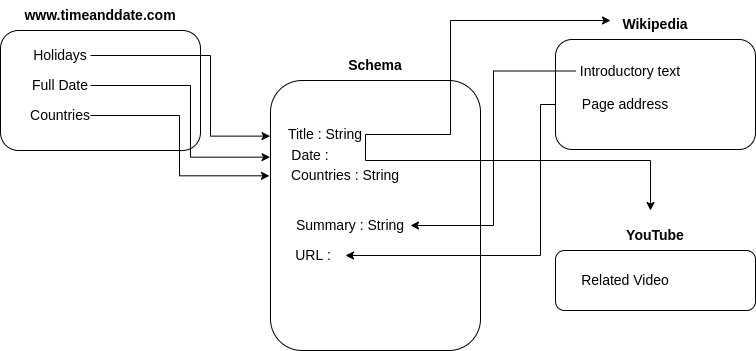 www.timeanddate.com
Holidays
Full Date
Countries
Schema
Title : String
Date :
Countries : String
Summary : String
URL :
Wikipedia
Introductory text
Page address
YouTube
Related Video